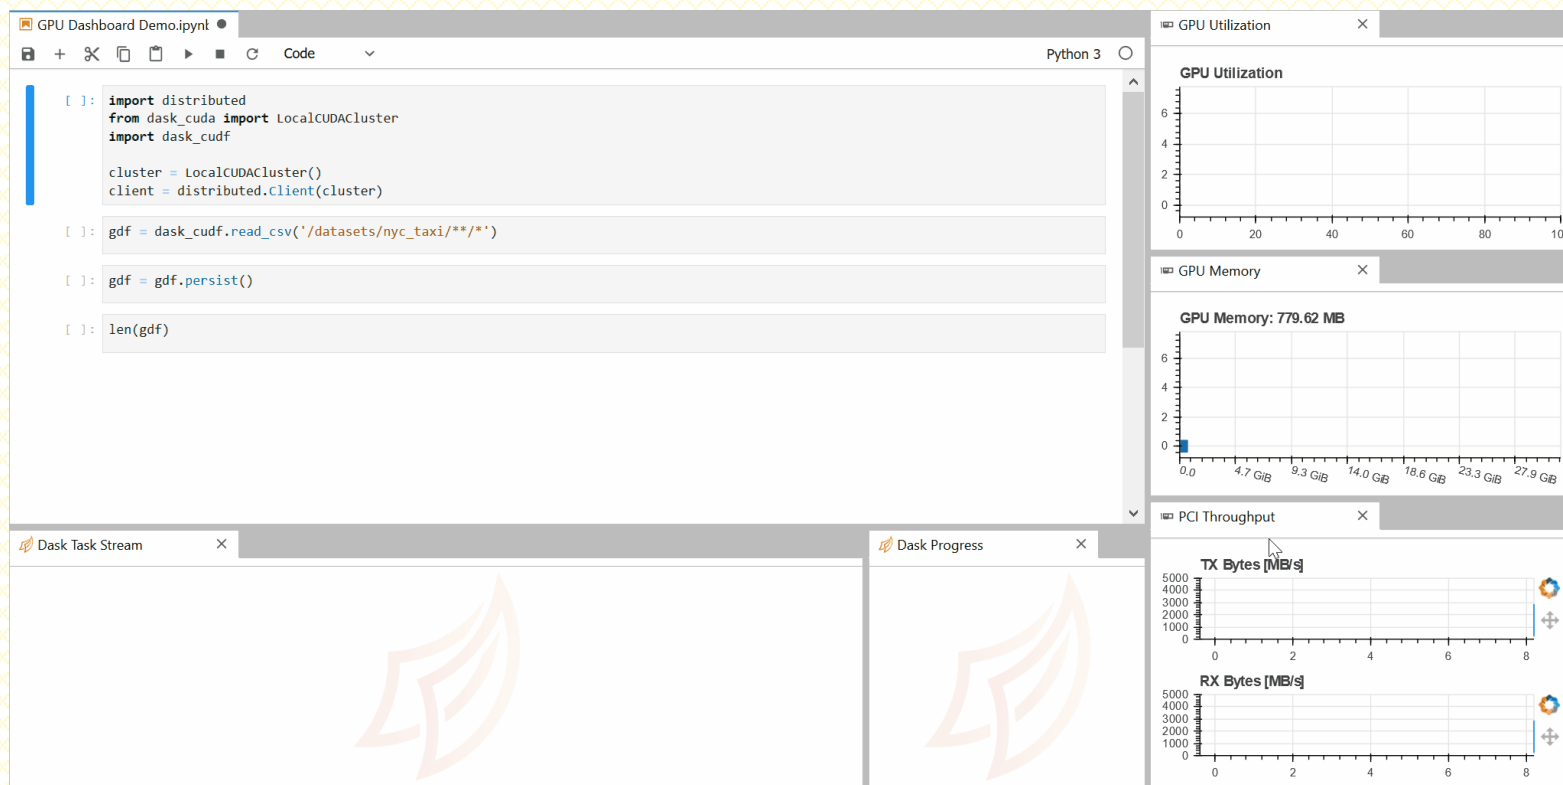 GPU Dashboard Demo.ipynb
Code
Python 3
[ ]:
import distributed
from dask_cuda import LocalCUDACluster
import dask_cudf
cluster = LocalCUDACluster()
client = distributed.Client(cluster)
[ ]:
gdf = dask_cudf.read_csv('/datasets/nyc_taxi/**/*')
[ ]:
gdf = gdf.persist()
[ ]:
len(gdf)
Dask Task Stream
Dask Progress
GPU Utilization
GPU Utilization
6
4
2
0
0 20 40 60 80 10
GPU Memory
GPU Memory: 779.62 MB
6
4
2
0
0.0 4.7 GiB 9.3 GiB 14.0 GiB 18.6 GiB 23.3 GiB 27.9 GiB
PCI Throughput
TX Bytes [MB/s]
5000
4000
3000
2000
1000
0
0 2 4 6 8
RX Bytes [MB/s]
5000
4000
3000
2000
1000
0
0 2 4 6 8